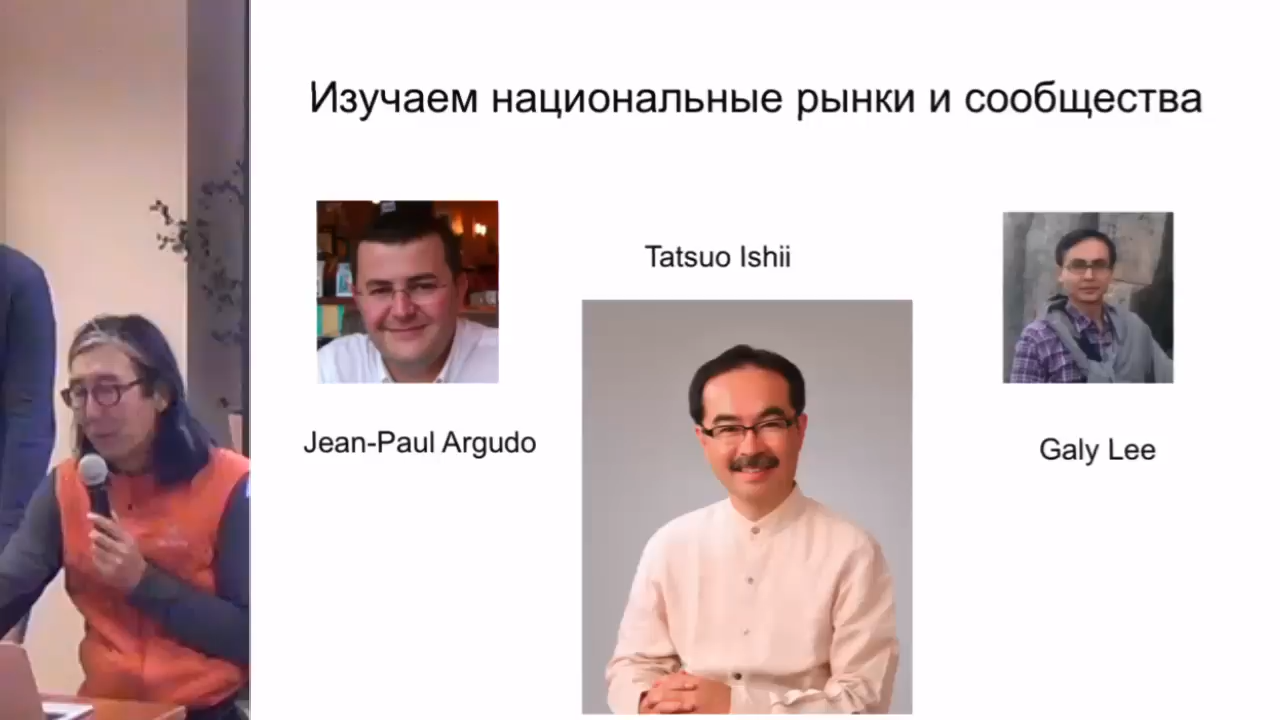 Изучаем национальные рынки и сообщества
Tatsuo Ishii
Jean-Paul Argudo
Galy Lee